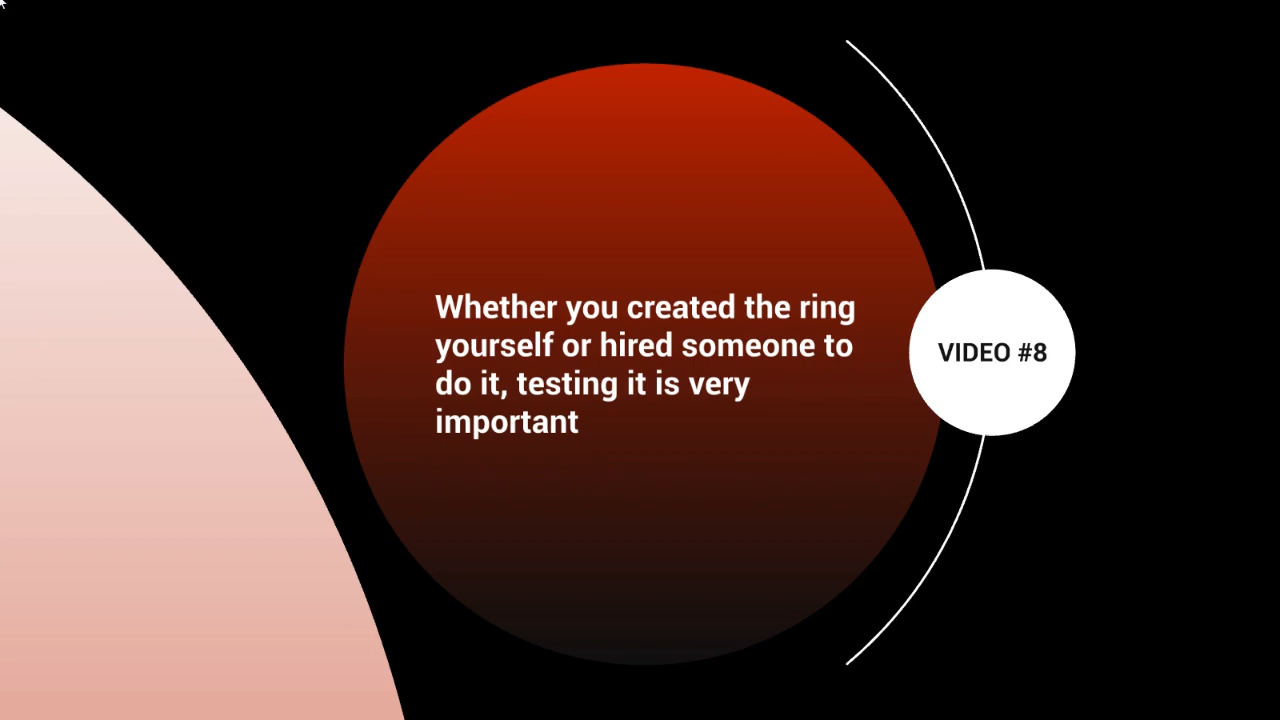 Whether you created the ring
yourself or hired someone to
do it, testing it is very
important
VIDEO #8